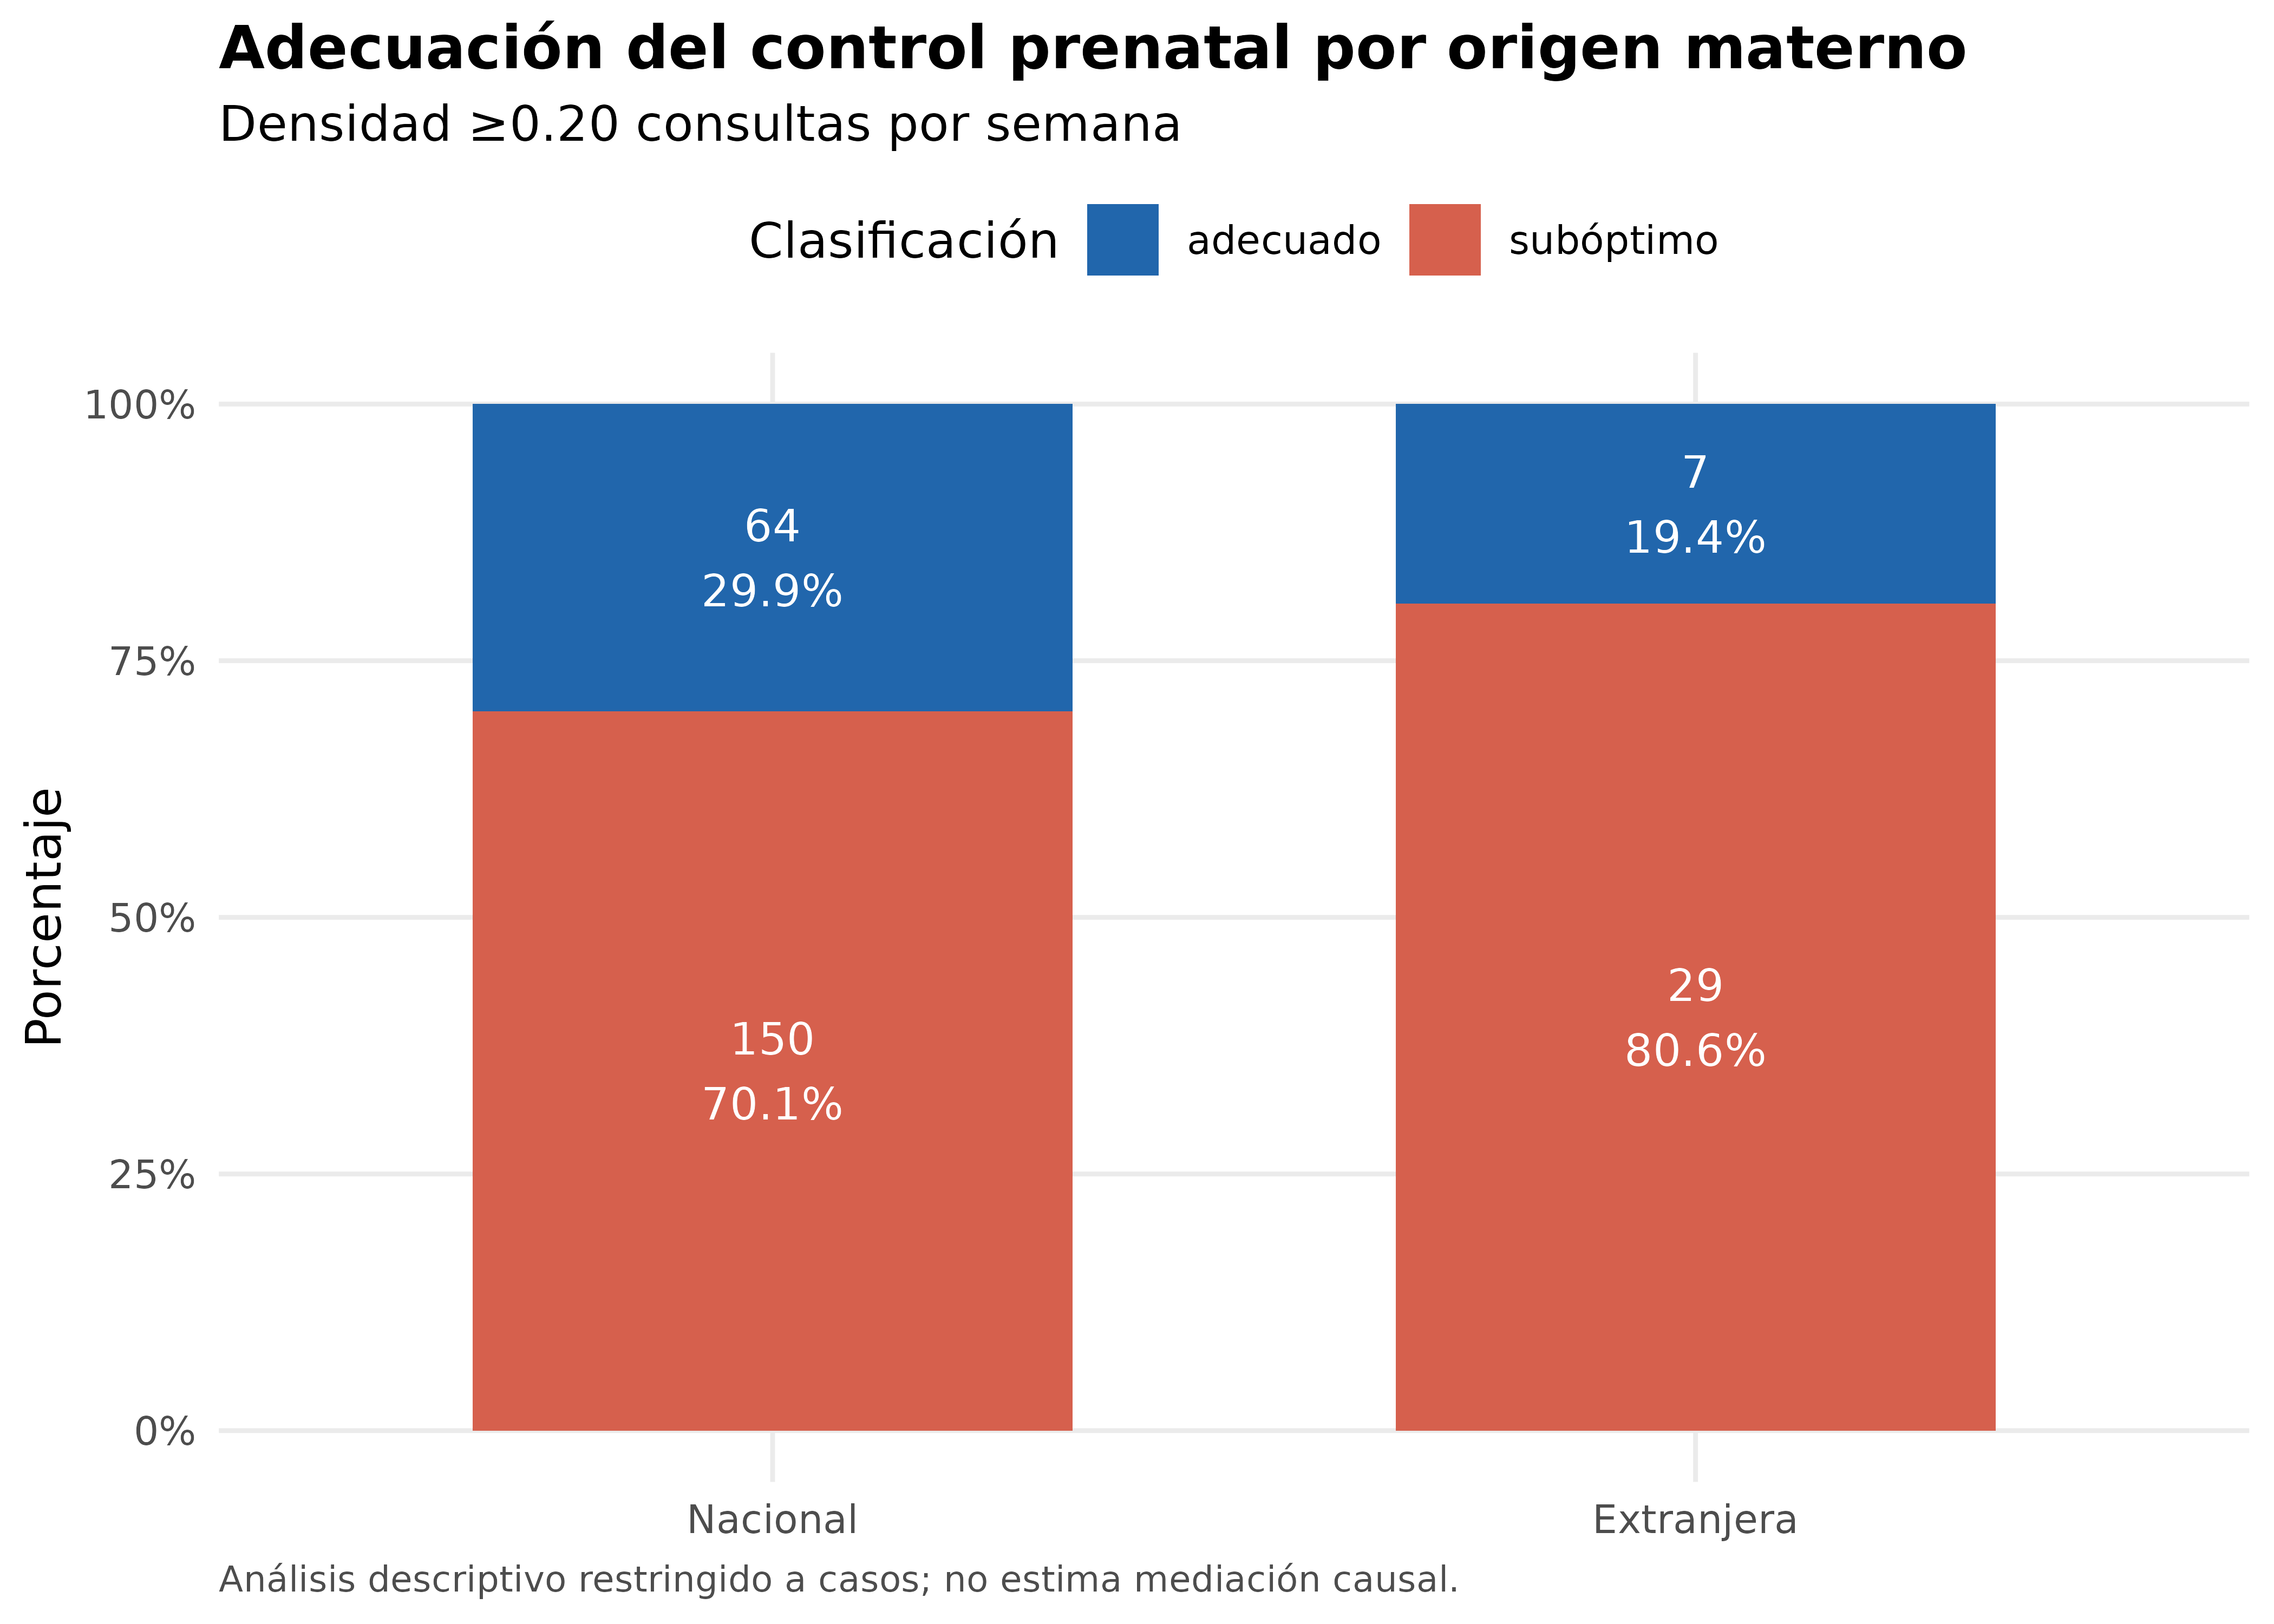 Adecuación del control prenatal por origen materno
Densidad ≥0.20 consultas por semana
Clasificación adecuado subóptimo
100%
75%
50%
25%
0%
Porcentaje
64
29.9%
150
70.1%
7
19.4%
29
80.6%
Nacional Extranjera
Análisis descriptivo restringido a casos; no estima mediación causal.